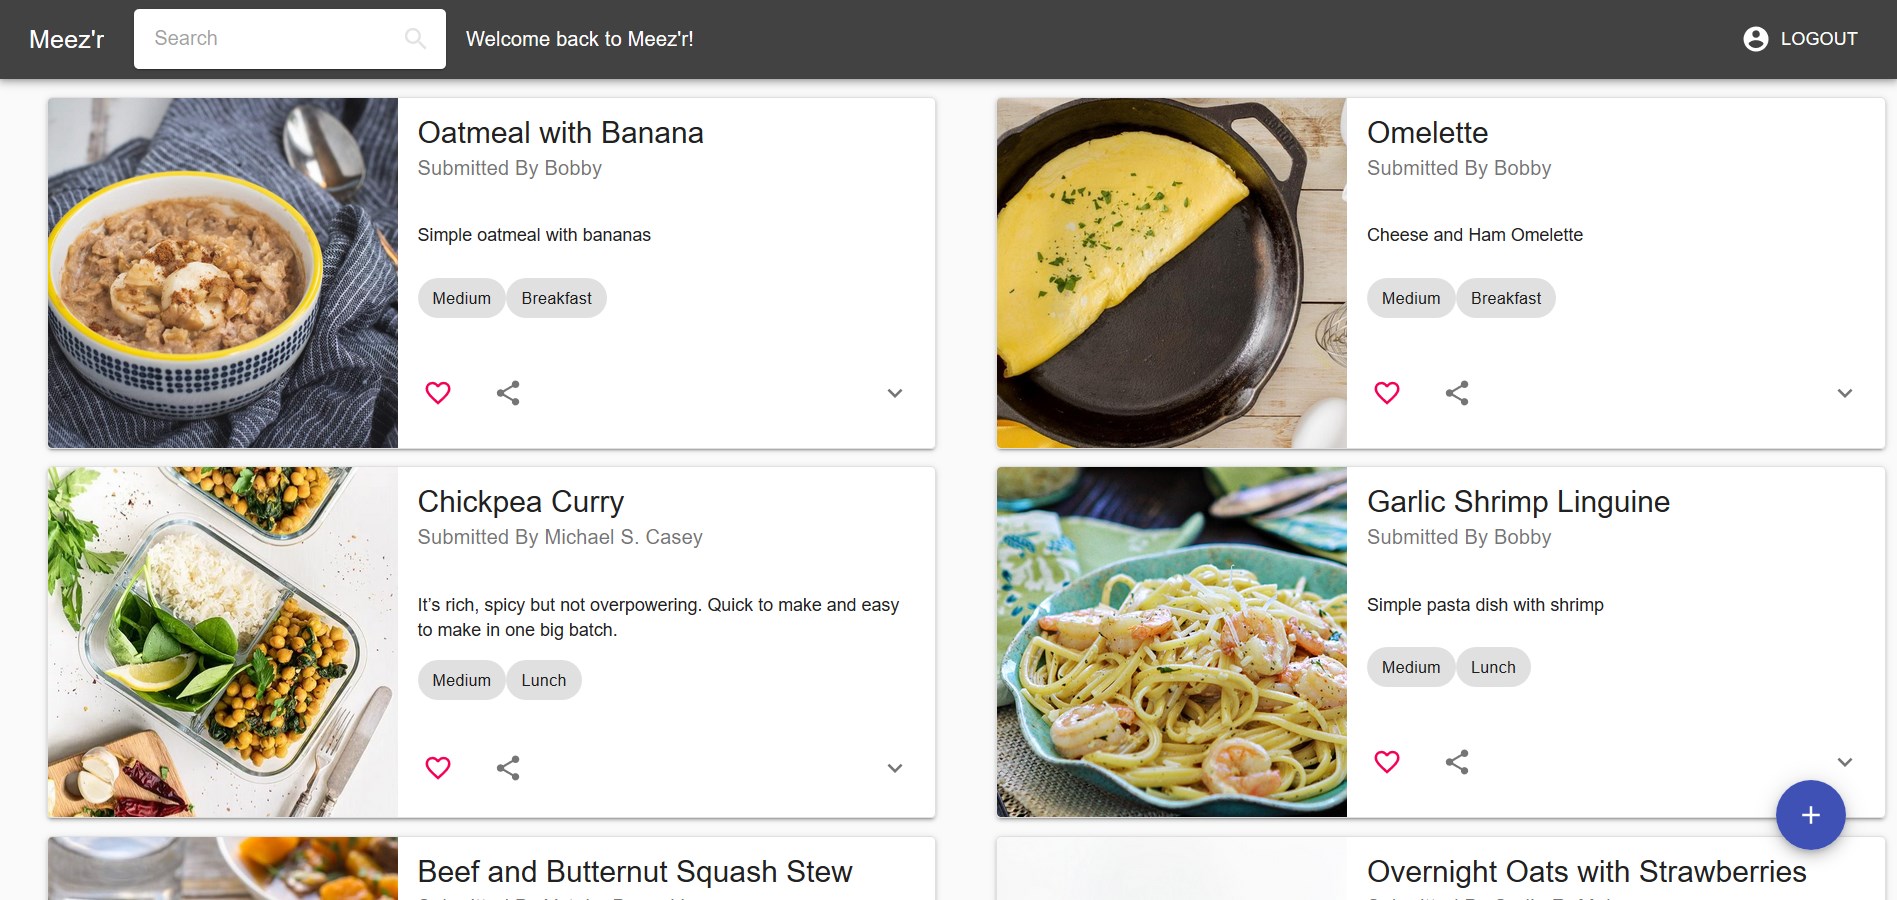 Meez'r
Search
Welcome back to Meez'r!
LOGOUT
Oatmeal with Banana
Submitted By Bobby
Simple oatmeal with bananas
Medium
Breakfast
Omelette
Submitted By Bobby
Cheese and Ham Omelette
Medium
Breakfast
Chickpea Curry
Submitted By Michael S. Casey
It’s rich, spicy but not overpowering. Quick to make and easy
to make in one big batch.
Medium
Lunch
Garlic Shrimp Linguine
Submitted By Bobby
Simple pasta dish with shrimp
Medium
Lunch
Beef and Butternut Squash Stew
Overnight Oats with Strawberries